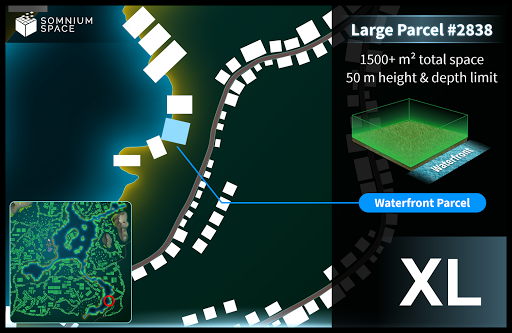 SOMNIUM
SPACE
Large Parcel #2838
1500+ m² total space
50 m height & depth limit
Waterfront
Waterfront Parcel
XL